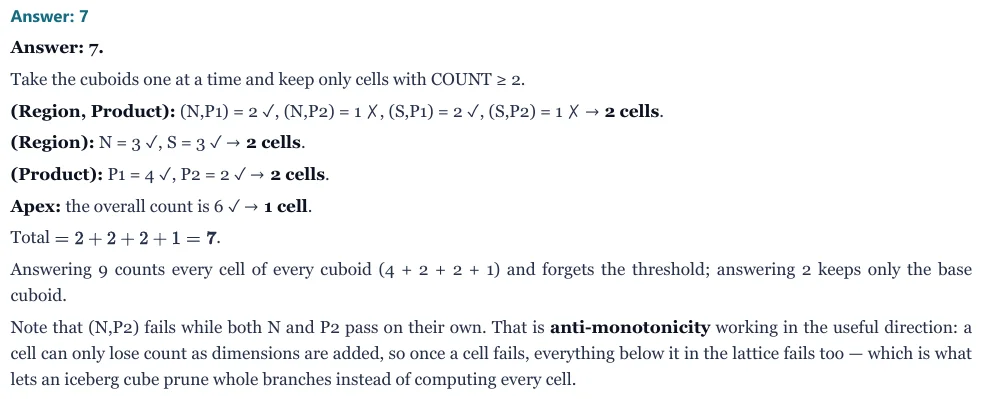 Answer: 7
Answer: 7.
Take the cuboids one at a time and keep only cells with COUNT ≥ 2.
(Region, Product): (N,P1) = 2 ✓, (N,P2) = 1 ✗, (S,P1) = 2 ✓, (S,P2) = 1 ✗ → 2 cells.
(Region): N = 3 ✓, S = 3 ✓ → 2 cells.
(Product): P1 = 4 ✓, P2 = 2 ✓ → 2 cells.
Apex: the overall count is 6 ✓ → 1 cell.
Total = 2 + 2 + 2 + 1 = 7.
Answering 9 counts every cell of every cuboid (4 + 2 + 2 + 1) and forgets the threshold; answering 2 keeps only the base
cuboid.
Note that (N,P2) fails while both N and P2 pass on their own. That is anti-monotonicity working in the useful direction: a
cell can only lose count as dimensions are added, so once a cell fails, everything below it in the lattice fails too — which is what
lets an iceberg cube prune whole branches instead of computing every cell.